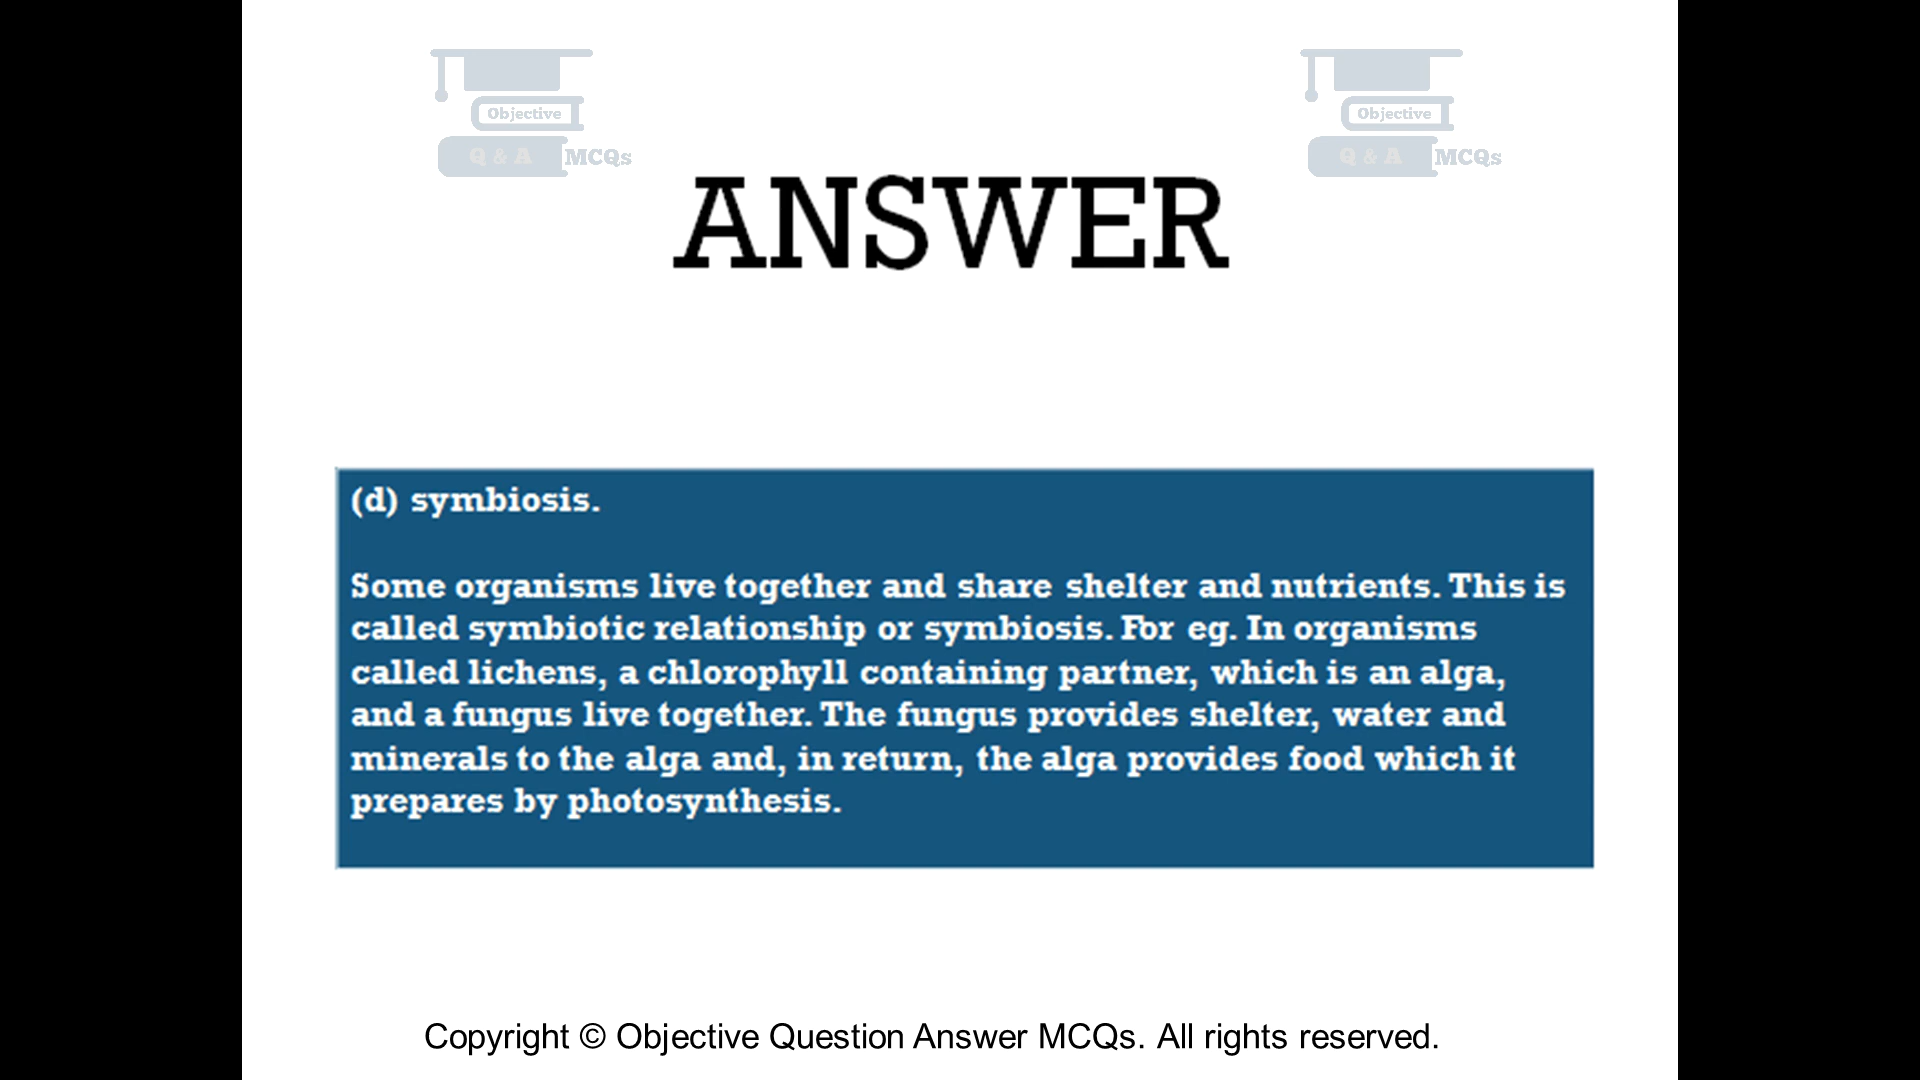 Objective
Q & A MCQs
Objective
Q & A MCQs
ANSWER
(d) symbiosis.
Some organisms live together and share shelter and nutrients. This is
called symbiotic relationship or symbiosis. For eg. In organisms
called lichens, a chlorophyll containing partner, which is an alga,
and a fungus live together. The fungus provides shelter, water and
minerals to the alga and, in return, the alga provides food which it
prepares by photosynthesis.
Copyright © Objective Question Answer MCQs. All rights reserved.